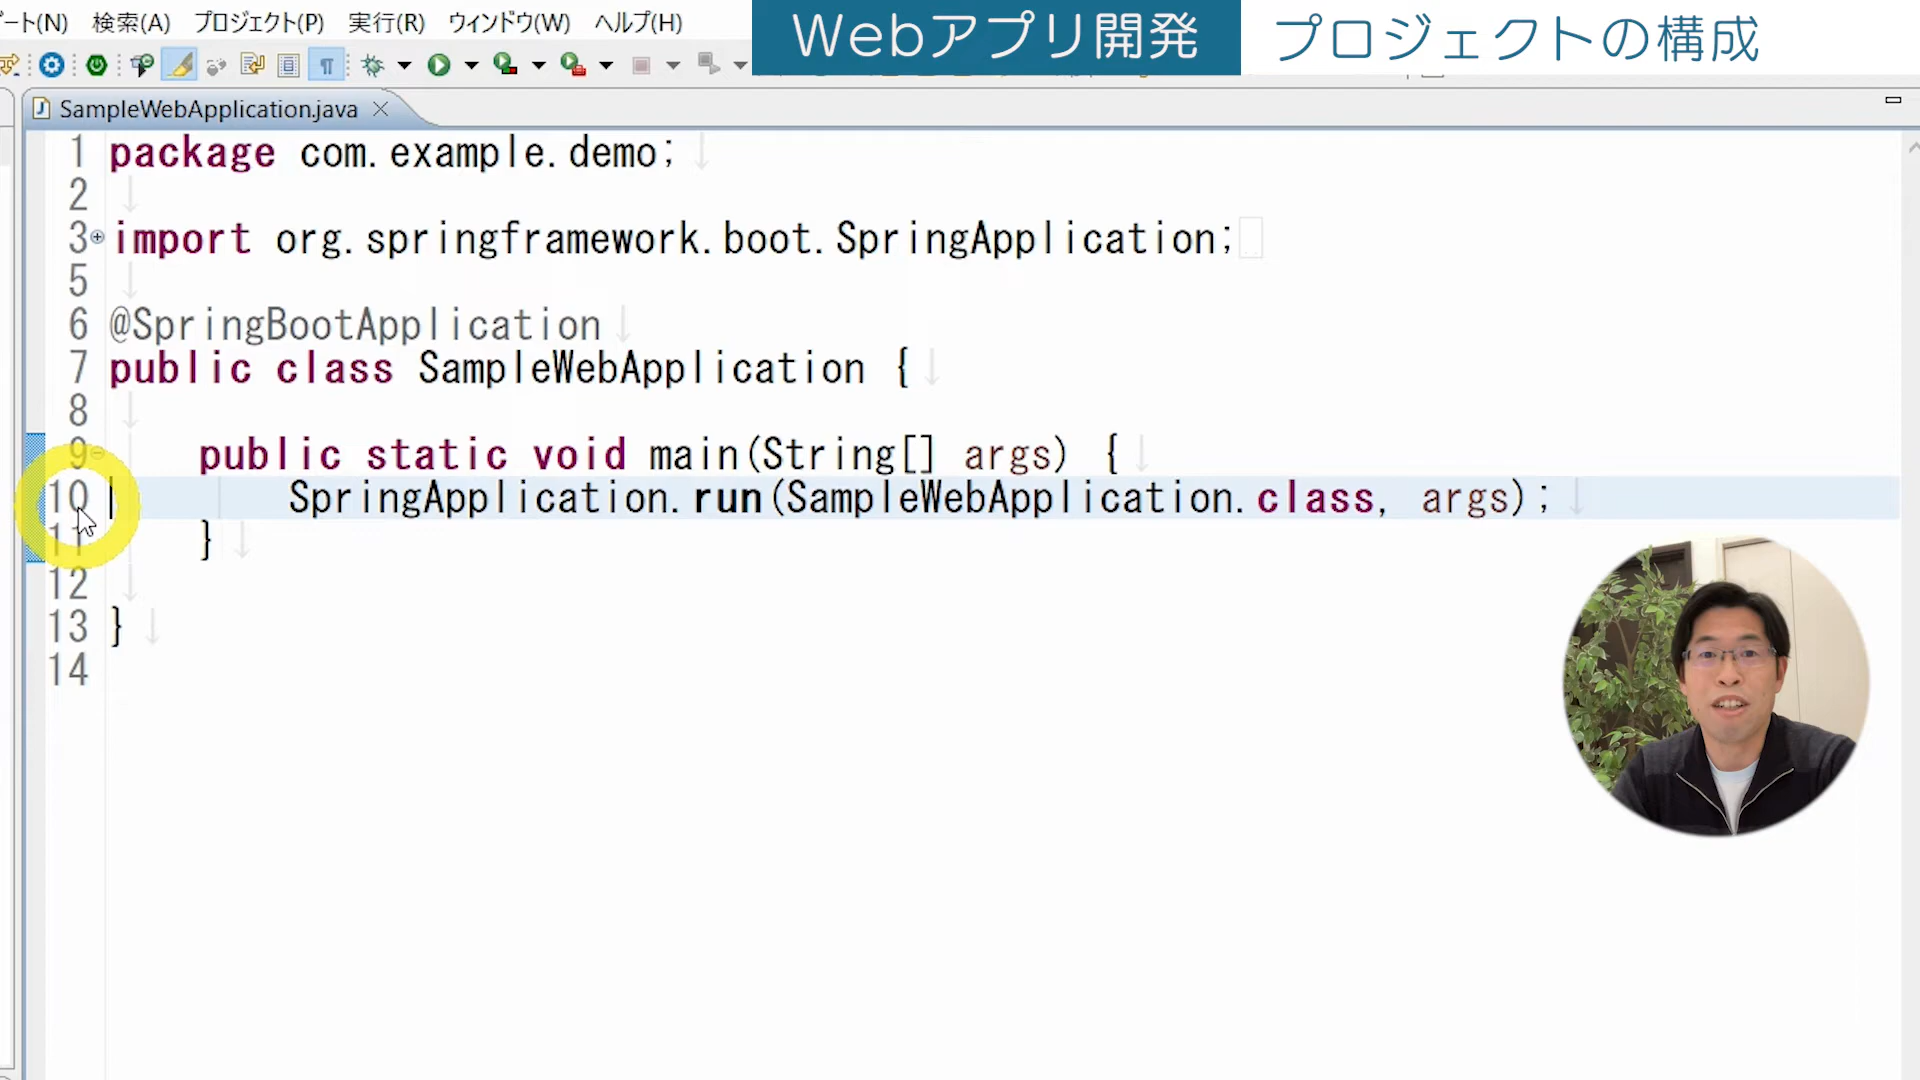 ート(N) 検索(A) プロジェクト(P) 実行(R) ウィンドウ(W) ヘルプ(H)
Webアプリ開発 プロジェクトの構成
SampleWebApplication.java
1 package com.example.demo;
2
3 import org.springframework.boot.SpringApplication;
5
6 @SpringBootApplication
7 public class SampleWebApplication {
8
9 public static void main(String[] args) {
10 SpringApplication.run(SampleWebApplication.class, args);
11 }
12
13 }
14